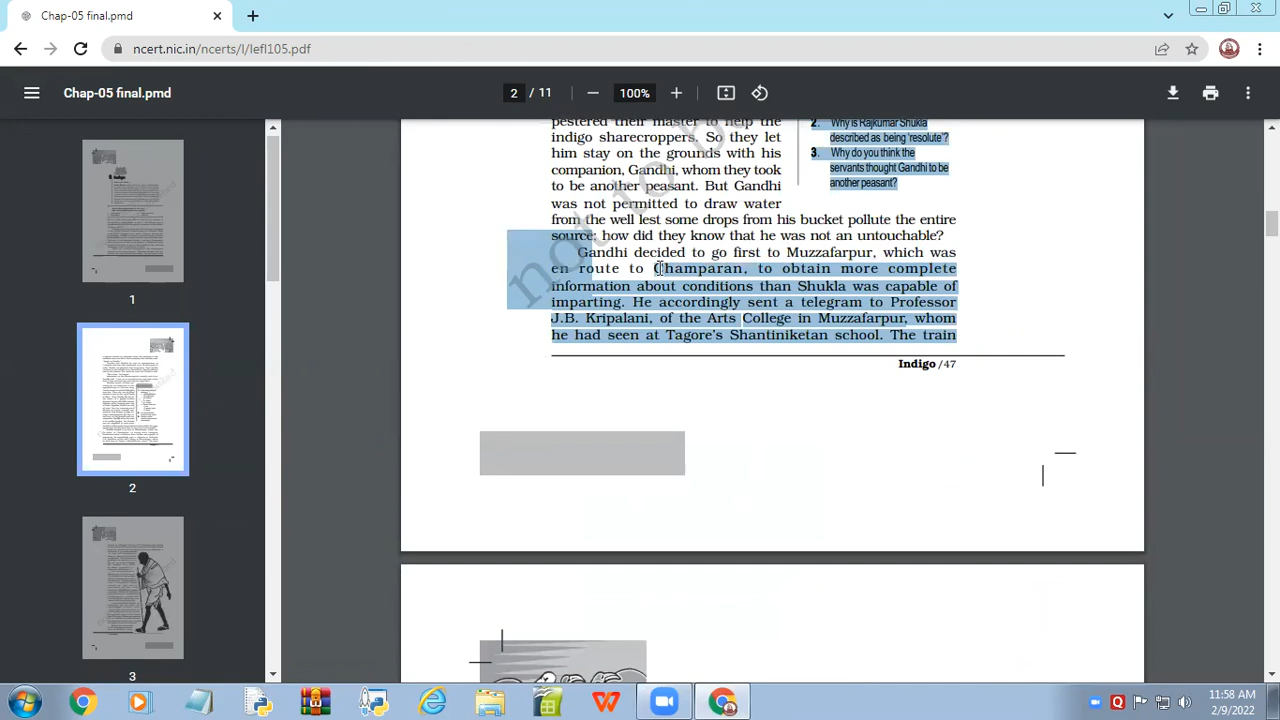 Chap-05 final.pmd
ncert.nic.in/ncerts/l/lefl105.pdf
Chap-05 final.pmd
2 / 11
100%
1
2
3
pestered their master to help the
indigo sharecroppers. So they let
him stay on the grounds with his
companion, Gandhi, whom they took
to be another peasant. But Gandhi
was not permitted to draw water
from the well lest some drops from his bucket pollute the entire
source; how did they know that he was not an untouchable?
Gandhi decided to go first to Muzzafarpur, which was
en route to Champaran, to obtain more complete
information about conditions than Shukla was capable of
imparting. He accordingly sent a telegram to Professor
J.B. Kripalani, of the Arts College in Muzzafarpur, whom
he had seen at Tagore's Shantiniketan school. The train
2. Why is Rajkumar Shukla
described as being 'resolute'?
3. Why do you think the
servants thought Gandhi to be
another peasant?
Indigo /47
not
b
11:58 AM
2/9/2022